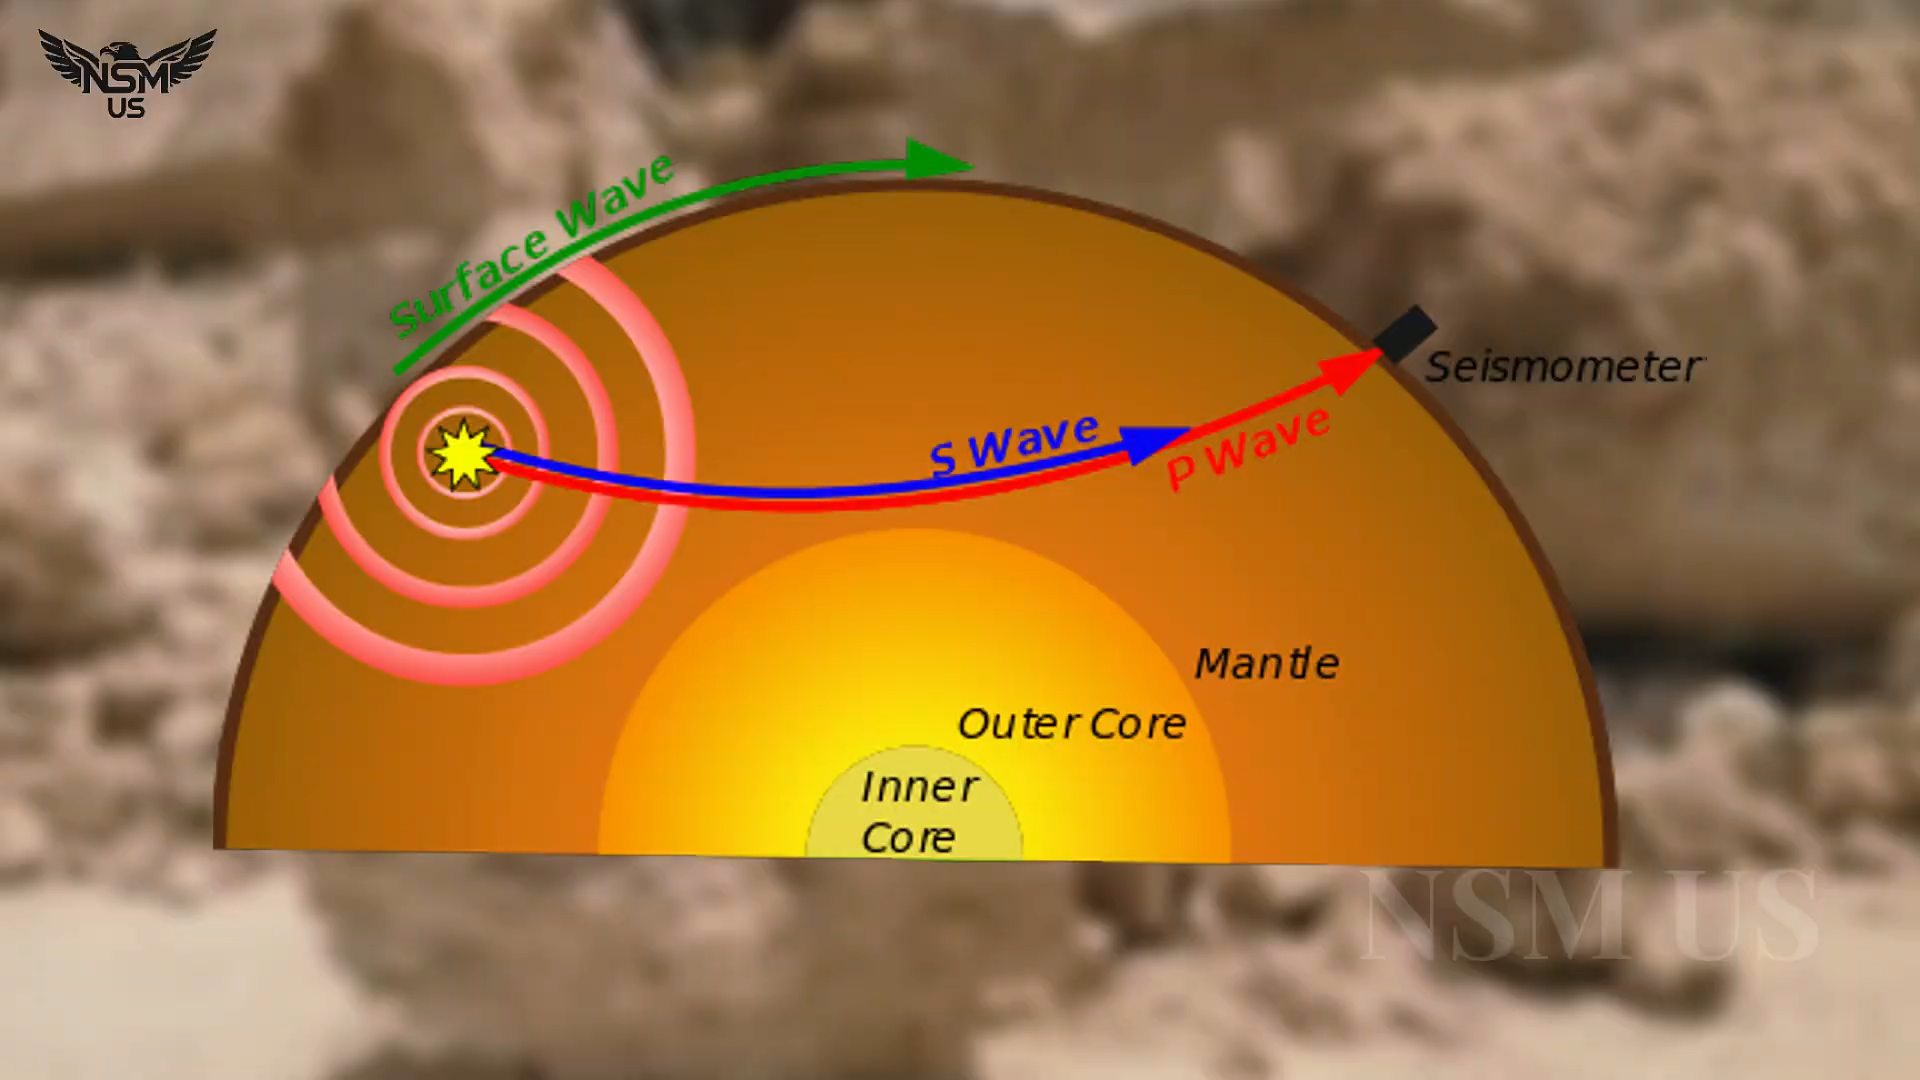 NSM
US
Surface Wave
S Wave
P Wave
Seismometer
Mantle
Outer Core
Inner
Core
NSM US